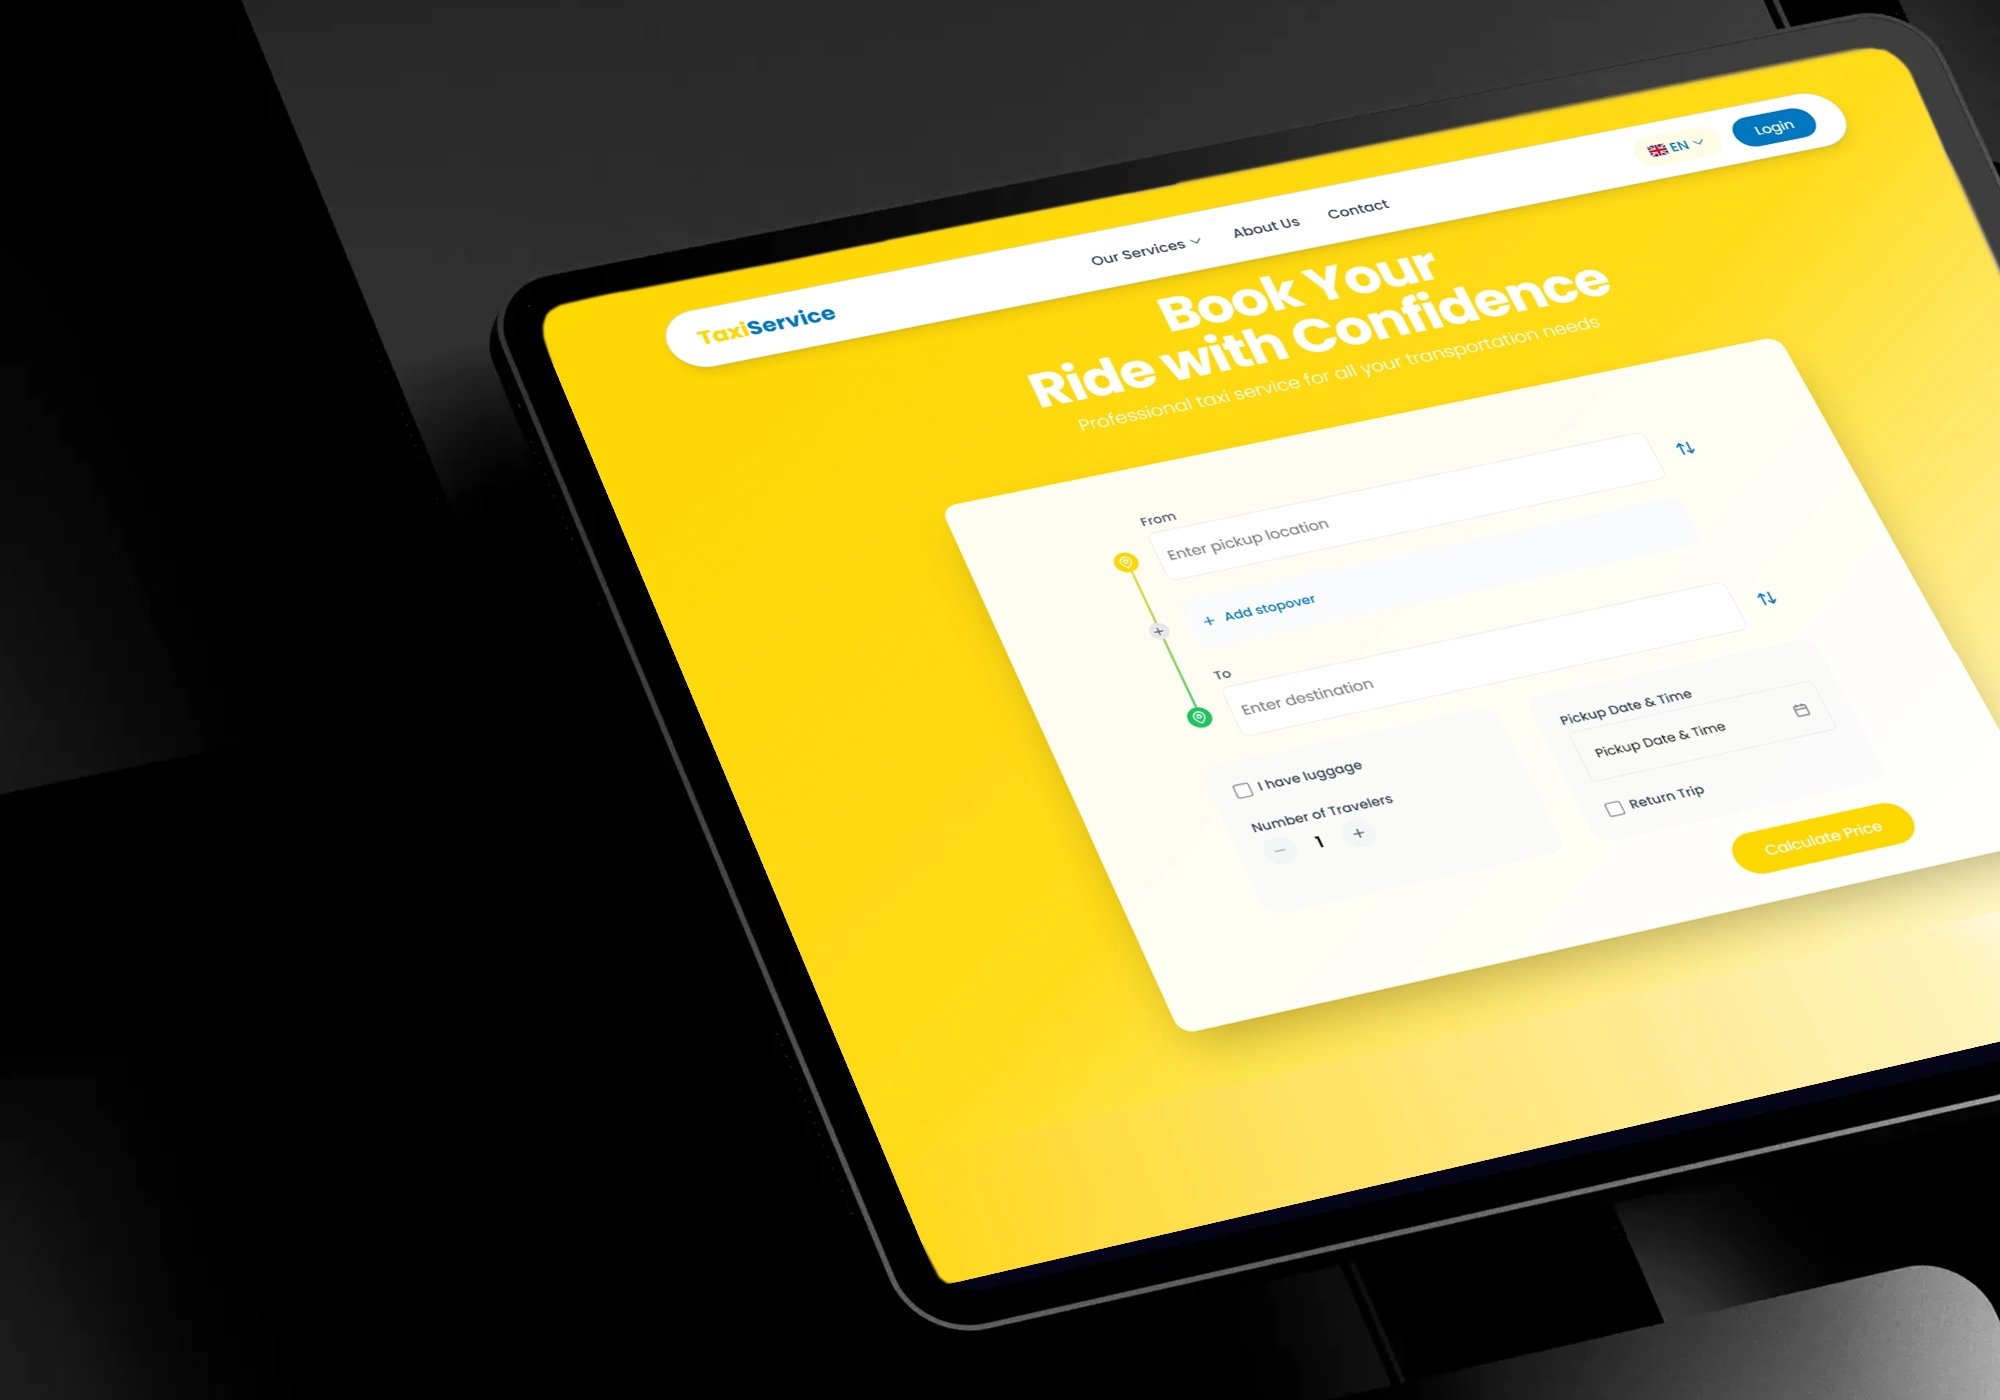 TaxiService
Our Services
About Us
Contact
EN
Login
Book Your
Ride with Confidence
Professional taxi service for all your transportation needs
From
Enter pickup location
+ Add stopover
To
Enter destination
I have luggage
Number of Travelers
− 1 +
Pickup Date & Time
Pickup Date & Time
Return Trip
Calculate Price